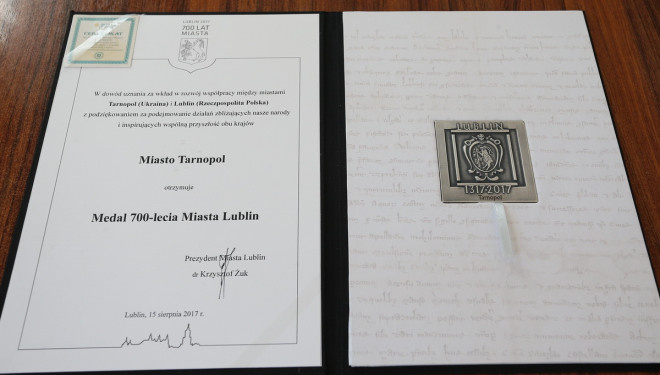 LUBLIN 2017
700 LAT
MIASTA
W dowód uznania za wkład w rozwój współpracy między miastami
Tarnopol (Ukraina) i Lublin (Rzeczpospolita Polska)
z podziękowaniem za podejmowanie działań zbliżających nasze narody
i inspirujących wspólną przyszłość obu krajów
Miasto Tarnopol
otrzymuje
Medal 700-lecia Miasta Lublin
Prezydent Miasta Lublin
dr Krzysztof Żuk
Lublin, 15 sierpnia 2017 r.
LUBLIN
1317-2017
Tarnopol